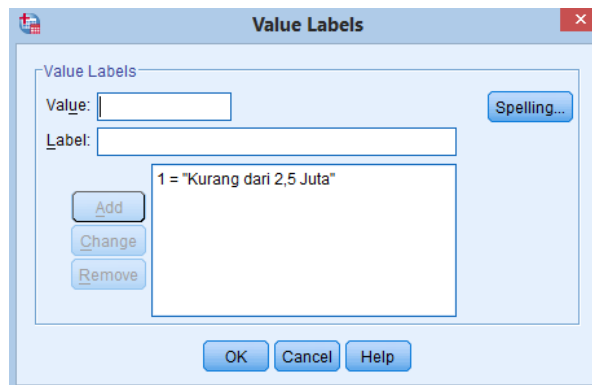 Value Labels
Value Labels
Value:
Spelling...
Label:
1 = "Kurang dari 2,5 Juta"
Add
Change
Remove
OK Cancel Help